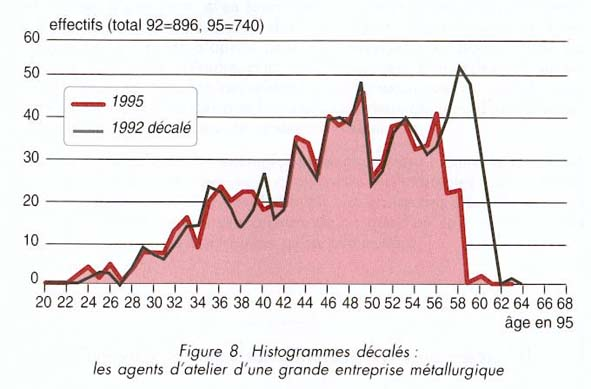 effectifs (total 92=896, 95=740)
60
50
40
30
20
10
0
1995
1992 décalé
20 22 24 26 28 30 32 34 36 38 40 42 44 46 48 50 52 54 56 58 60 62 64 66 68
âge en 95
Figure 8. Histogrammes décalés :
les agents d'atelier d'une grande entreprise métallurgique